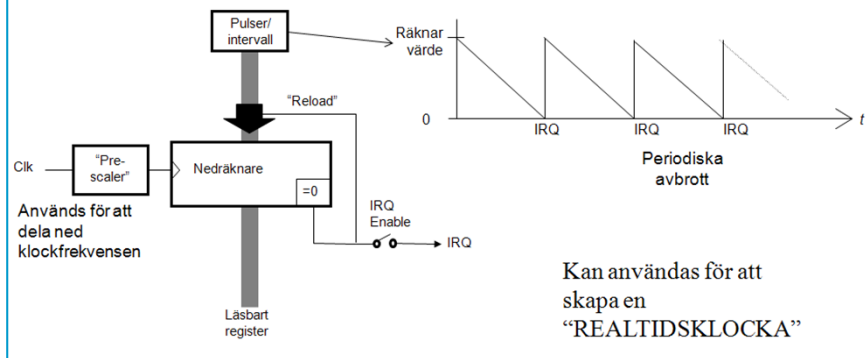 Pulser/
intervall
Räknar
värde
"Reload"
0
IRQ
IRQ
IRQ
t
Periodiska
avbrott
Clk
"Pre-
scaler"
Nedräknare
=0
Används för att
dela ned
klockfrekvensen
IRQ
Enable
IRQ
Läsbart
register
Kan användas för att
skapa en
“REALTIDSKLOCKA”